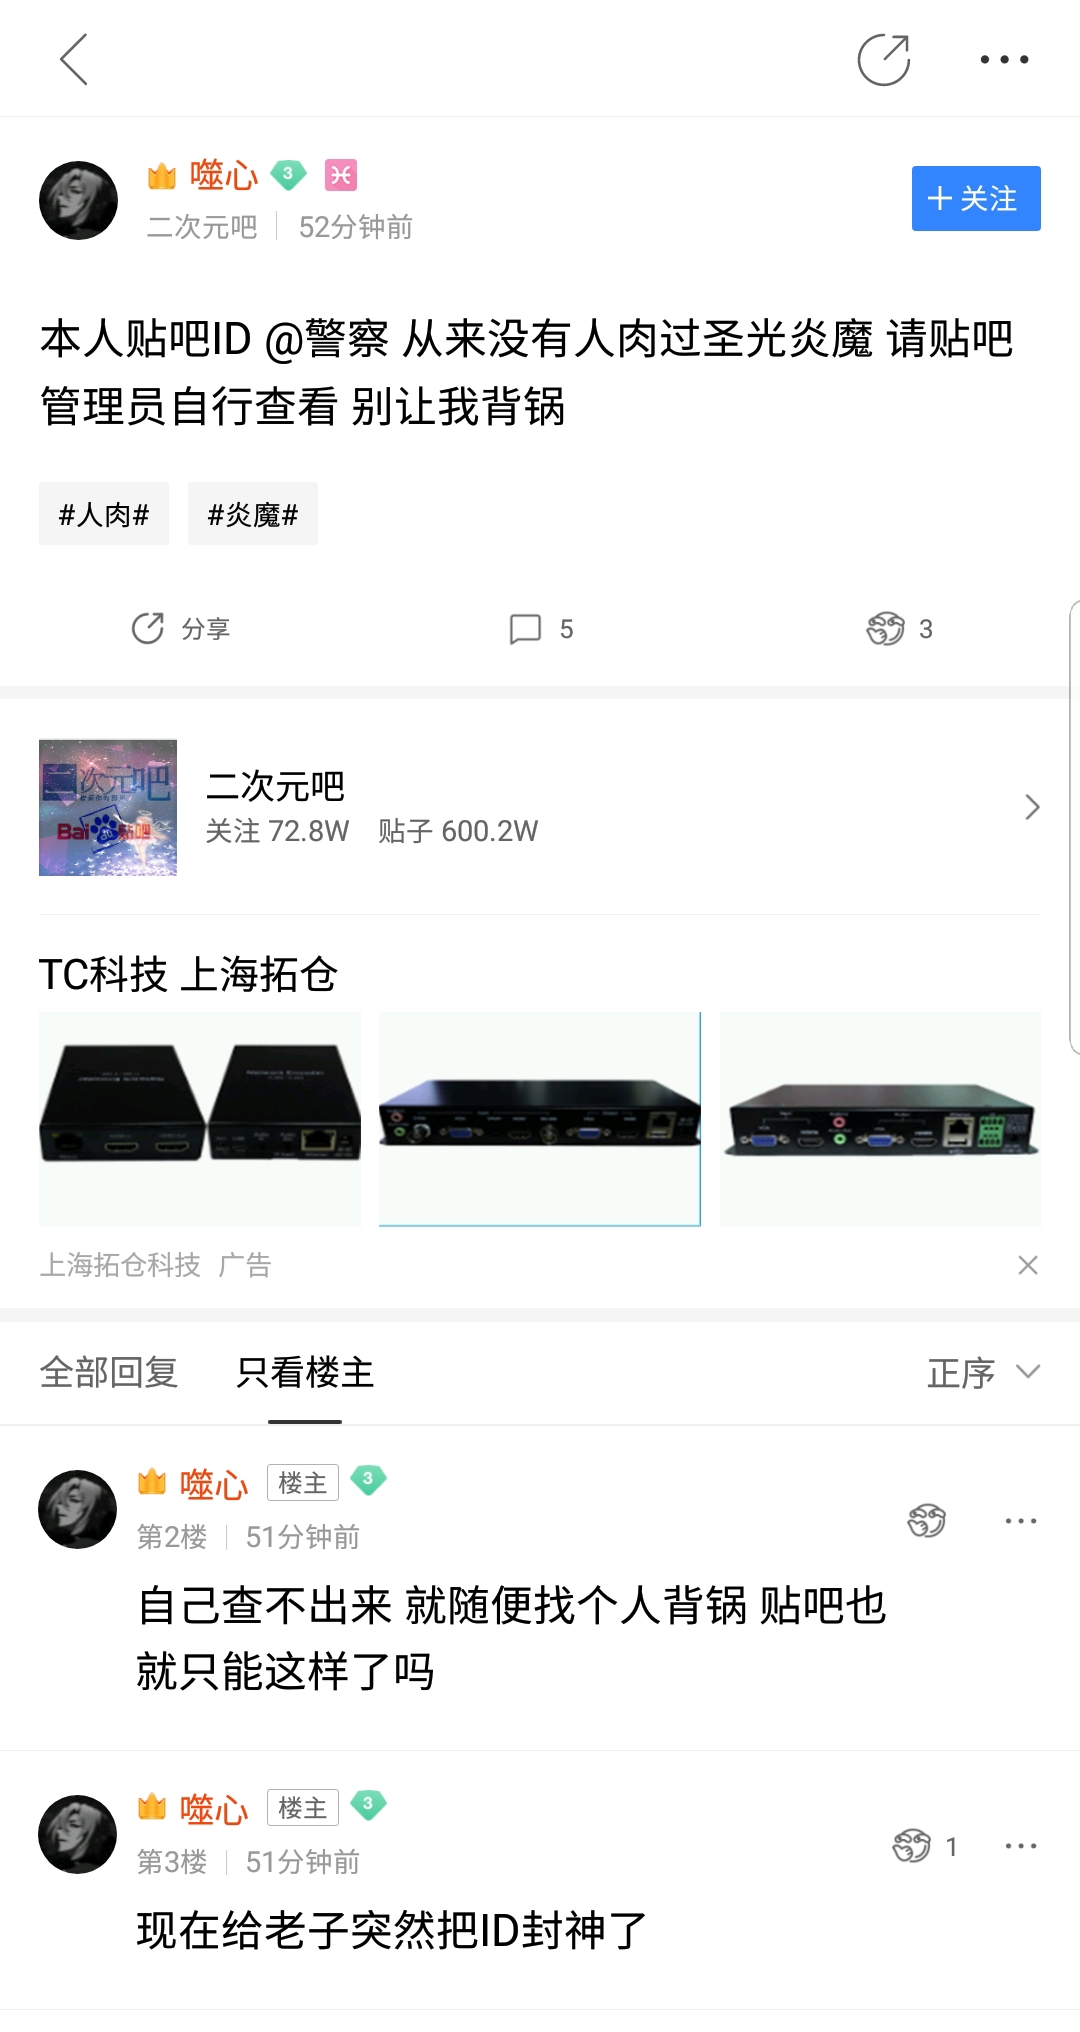 噬心 3
二次元吧 52分钟前
关注
本人贴吧ID @警察 从来没有人肉过圣光炎魔 请贴吧
管理员自行查看 别让我背锅
#人肉# #炎魔#
分享 5 3
二次元吧
Bai du 贴吧
二次元吧
关注 72.8W 贴子 600.2W
TC科技 上海拓仓
上海拓仓科技 广告
全部回复 只看楼主 正序
噬心 楼主 3
第2楼 51分钟前
自己查不出来 就随便找个人背锅 贴吧也
就只能这样了吗
噬心 楼主 3
第3楼 51分钟前
1
现在给老子突然把ID封神了